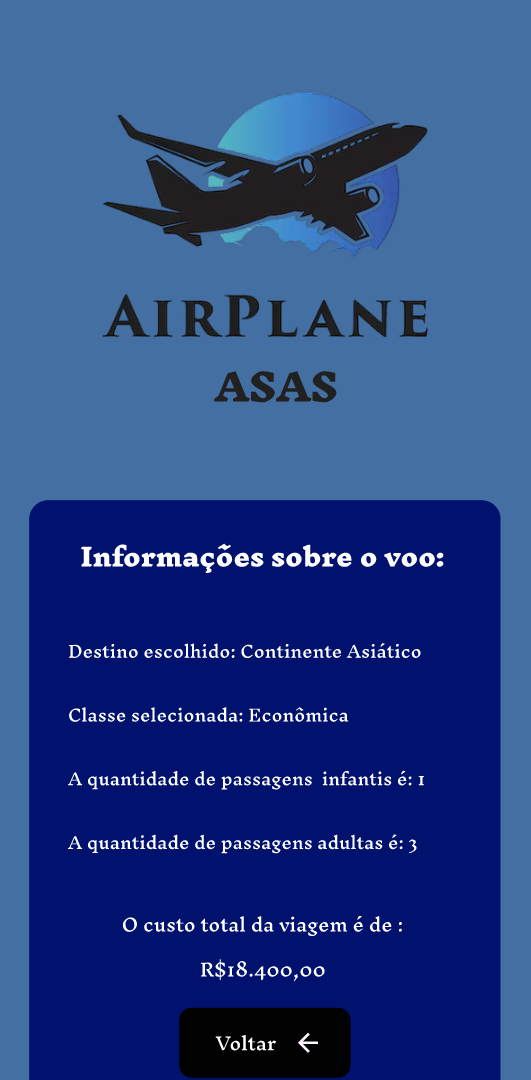 AIRPLANE
ASAS
Informações sobre o voo:
Destino escolhido: Continente Asiático
Classe selecionada: Econômica
A quantidade de passagens  infantis é: 1
A quantidade de passagens adultas é: 3
O custo total da viagem é de :
R$18.400,00
Voltar